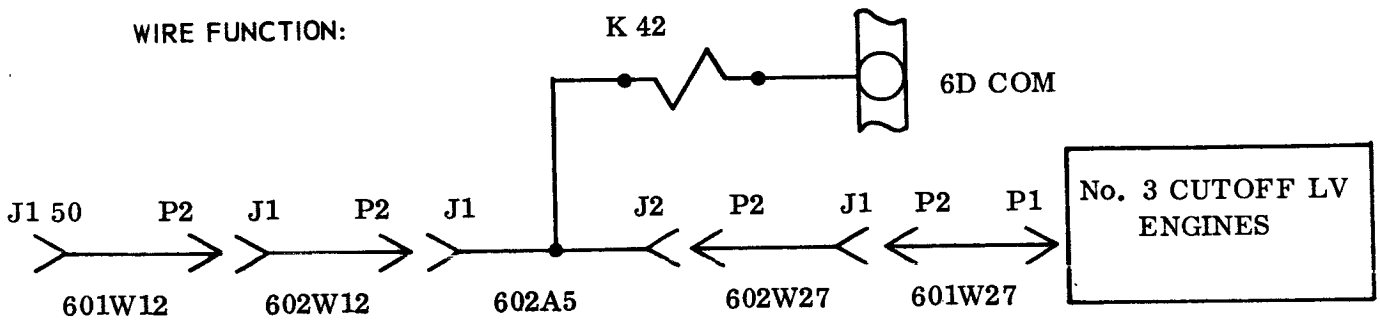 WIRE FUNCTION:
K 42
6D COM
J1 50 P2 J1 P2 J1 J2 P2 J1 P2 P1
No. 3 CUTOFF LV
ENGINES
601W12 602W12 602A5 602W27 601W27